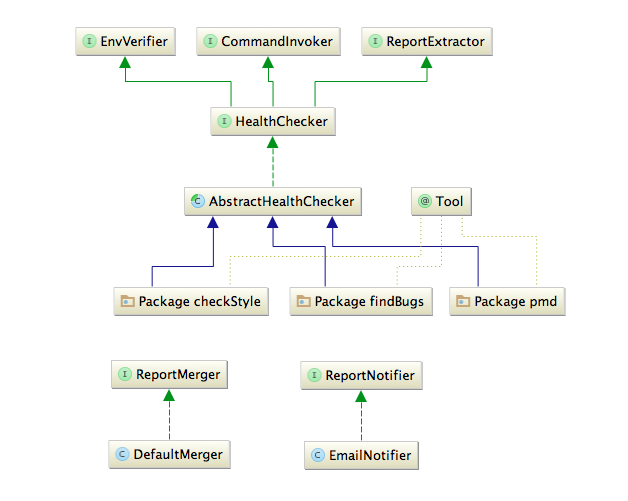 I EnvVerifier
I CommandInvoker
I ReportExtractor
I HealthChecker
C AbstractHealthChecker
@ Tool
Package checkStyle
Package findBugs
Package pmd
I ReportMerger
I ReportNotifier
C DefaultMerger
C EmailNotifier